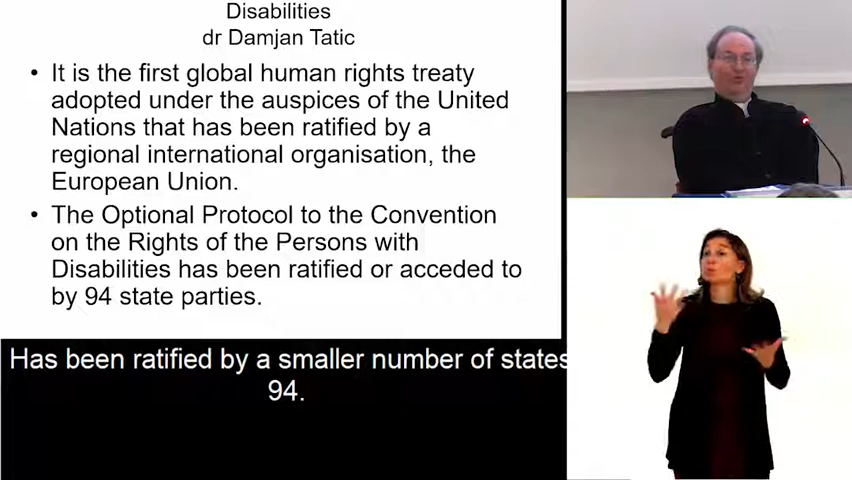 Disabilities
dr Damjan Tatic
• It is the first global human rights treaty
adopted under the auspices of the United
Nations that has been ratified by a
regional international organisation, the
European Union.
• The Optional Protocol to the Convention
on the Rights of the Persons with
Disabilities has been ratified or acceded to
by 94 state parties.
Has been ratified by a smaller number of states
94.